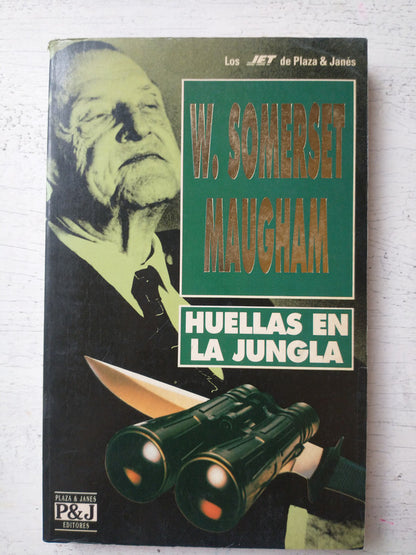 Los JET de Plaza & Janés
W. SOMERSET
MAUGHAM
HUELLAS EN
LA JUNGLA
PLAZA & JANES
P&J
EDITORES